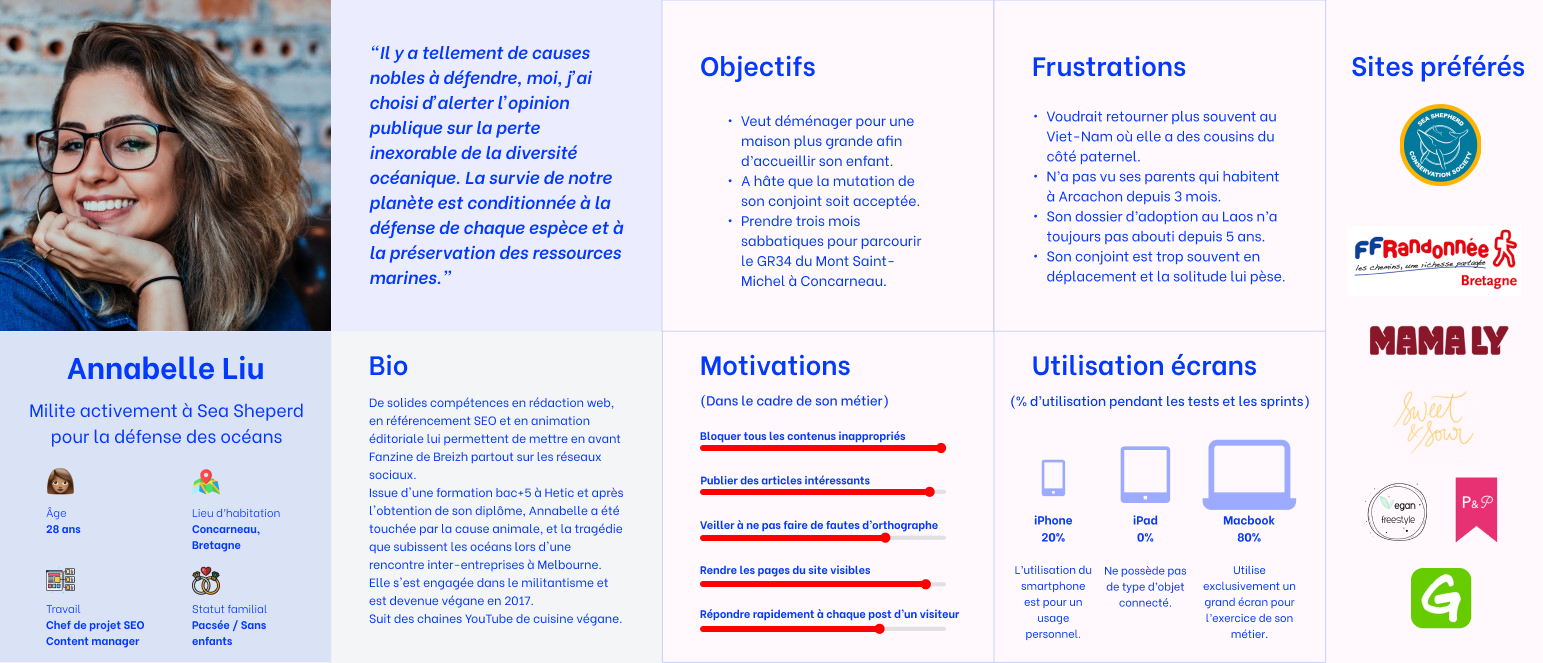 “Il y a tellement de causes
nobles à défendre, moi, j'ai
choisi d'alerter l'opinion
publique sur la perte
inexorable de la diversité
océanique. La survie de notre
planète est conditionnée à la
défense de chaque espèce et à
la préservation des ressources
marines.”
Objectifs
• Veut déménager pour une
maison plus grande afin
d'accueillir son enfant.
• A hâte que la mutation de
son conjoint soit acceptée.
• Prendre trois mois
sabbatiques pour parcourir
le GR34 du Mont Saint-
Michel à Concarneau.
Frustrations
• Voudrait retourner plus souvent au
Viet-Nam où elle a des cousins du
côté paternel.
• N'a pas vu ses parents qui habitent
à Arcachon depuis 3 mois.
• Son dossier d'adoption au Laos n'a
toujours pas abouti depuis 5 ans.
• Son conjoint est trop souvent en
déplacement et la solitude lui pèse.
Sites préférés
SEA SHEPHERD
CONSERVATION SOCIETY
FFRandonnée
les chemins, une richesse partagée
Bretagne
MAMA LY
Sweet
& Sour
Vegan
freestyle
P & P
G
Annabelle Liu
Milite activement à Sea Sheperd
pour la défense des océans
Âge
28 ans
Lieu d'habitation
Concarneau,
Bretagne
Travail
Chef de projet SEO
Content manager
Statut familial
Pacsée / Sans
enfants
Bio
De solides compétences en rédaction web,
en référencement SEO et en animation
éditoriale lui permettent de mettre en avant
Fanzine de Breizh partout sur les réseaux
sociaux.
Issue d'une formation bac+5 à Hetic et après
l'obtention de son diplôme, Annabelle a été
touchée par la cause animale, et la tragédie
que subissent les océans lors d'une
rencontre inter-entreprises à Melbourne.
Elle s'est engagée dans le militantisme et
est devenue végane en 2017.
Suit des chaines YouTube de cuisine végane.
Motivations
(Dans le cadre de son métier)
Bloquer tous les contenus inappropriés
Publier des articles intéressants
Veiller à ne pas faire de fautes d'orthographe
Rendre les pages du site visibles
Répondre rapidement à chaque post d'un visiteur
Utilisation écrans
(% d'utilisation pendant les tests et les sprints)
iPhone
20%
L'utilisation du
smartphone
est pour un
usage
personnel.
iPad
0%
Ne possède pas
de type d'objet
connecté.
Macbook
80%
Utilise
exclusivement un
grand écran pour
l'exercice de son
métier.